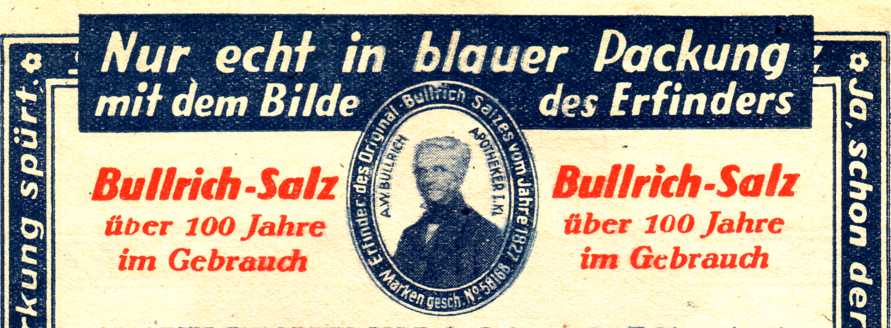 Nur echt in blauer Packung
mit dem Bilde des Erfinders
Bullrich-Salz
über 100 Jahre
im Gebrauch
Erfinder des Original-Bullrich Salzes vom Jahre 1827
A.W. BULLRICH
APOTHEKER I. Kl.
Marken gesch. No 58168
Bullrich-Salz
über 100 Jahre
im Gebrauch
rkung spürt.
Ja, schon der